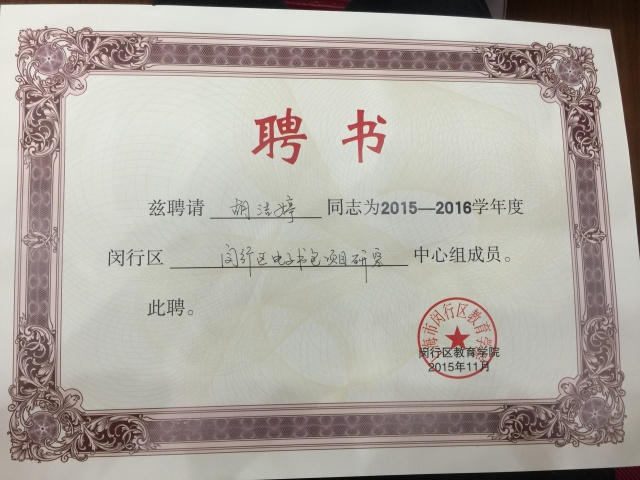 聘书
兹聘请 胡洁婷 同志为2015—2016学年度
闵行区 闵行区电子书包项目研究 中心组成员。
此聘。
上海市闵行区教育学院
闵行区教育学院
2015年11月